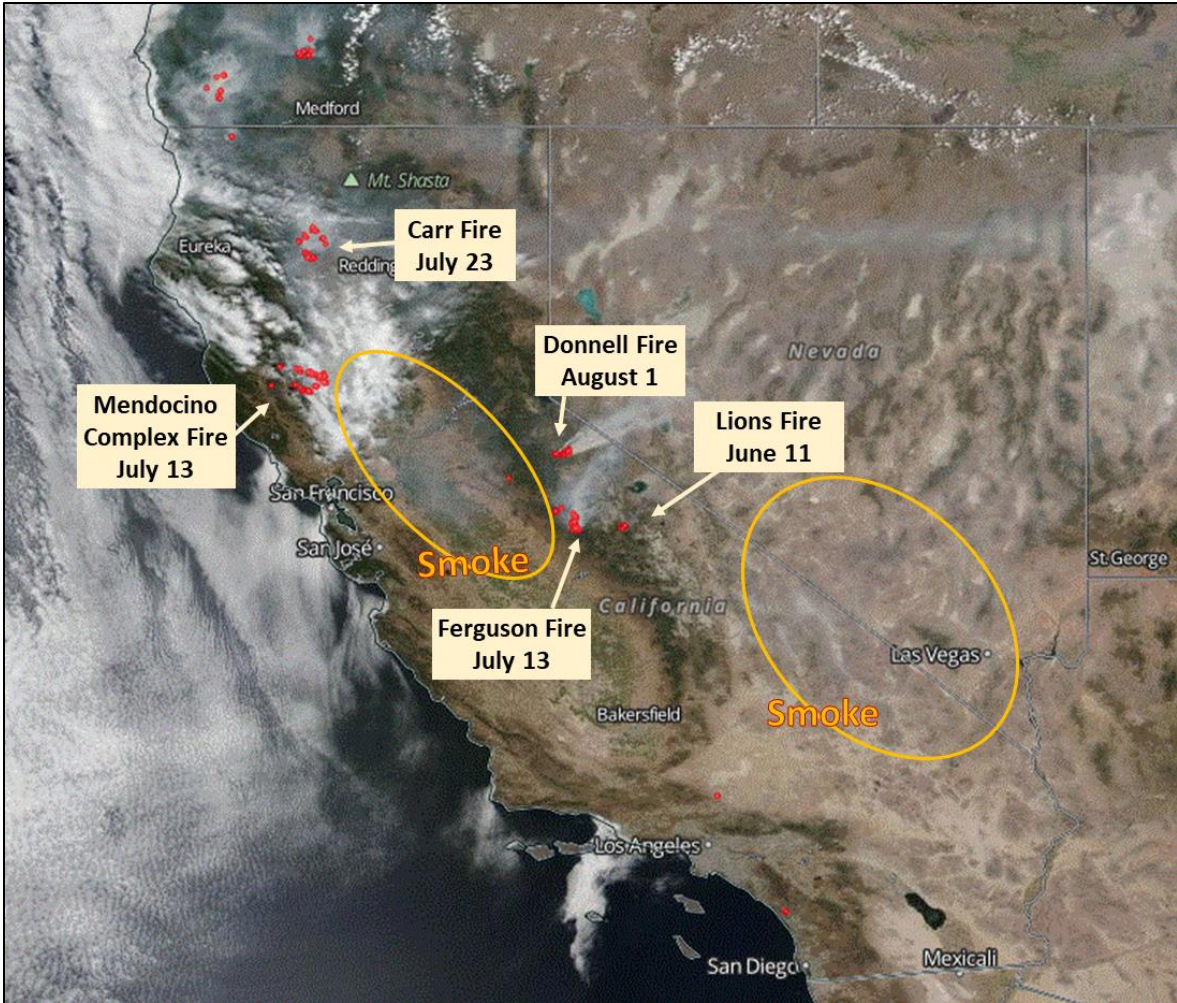 Medford
Mt. Shasta
Carr Fire
July 23
Eureka
Redding
Donnell Fire
August 1
Nevada
Lions Fire
June 11
Mendocino
Complex Fire
July 13
San Francisco
San José
Smoke
St George
California
Ferguson Fire
July 13
Las Vegas
Smoke
Bakersfield
Los Angeles
San Diego
Mexicali